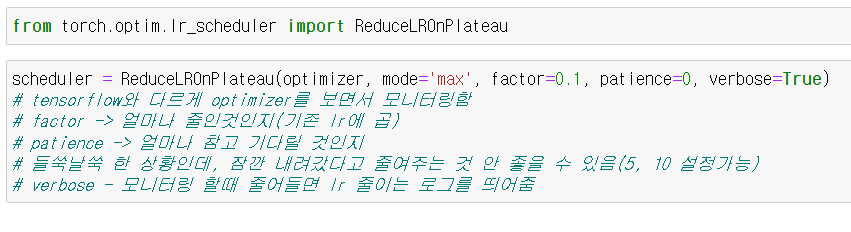 from torch.optim.lr_scheduler import ReduceLROnPlateau
scheduler = ReduceLROnPlateau(optimizer, mode='max', factor=0.1, patience=0, verbose=True)
# tensorflow와 다르게 optimizer를 보면서 모니터링함
# factor -> 얼마나 줄인것인지(기존 lr에 곱)
# patience -> 얼마나 참고 기다릴 것인지
# 들쑥날쑥 한 상황인데, 잠깐 내려갔다고 줄여주는 것 안 좋을 수 있음(5, 10 설정가능)
# verbose - 모니터링 할때 줄어들면 lr 줄이는 로그를 띄어줌